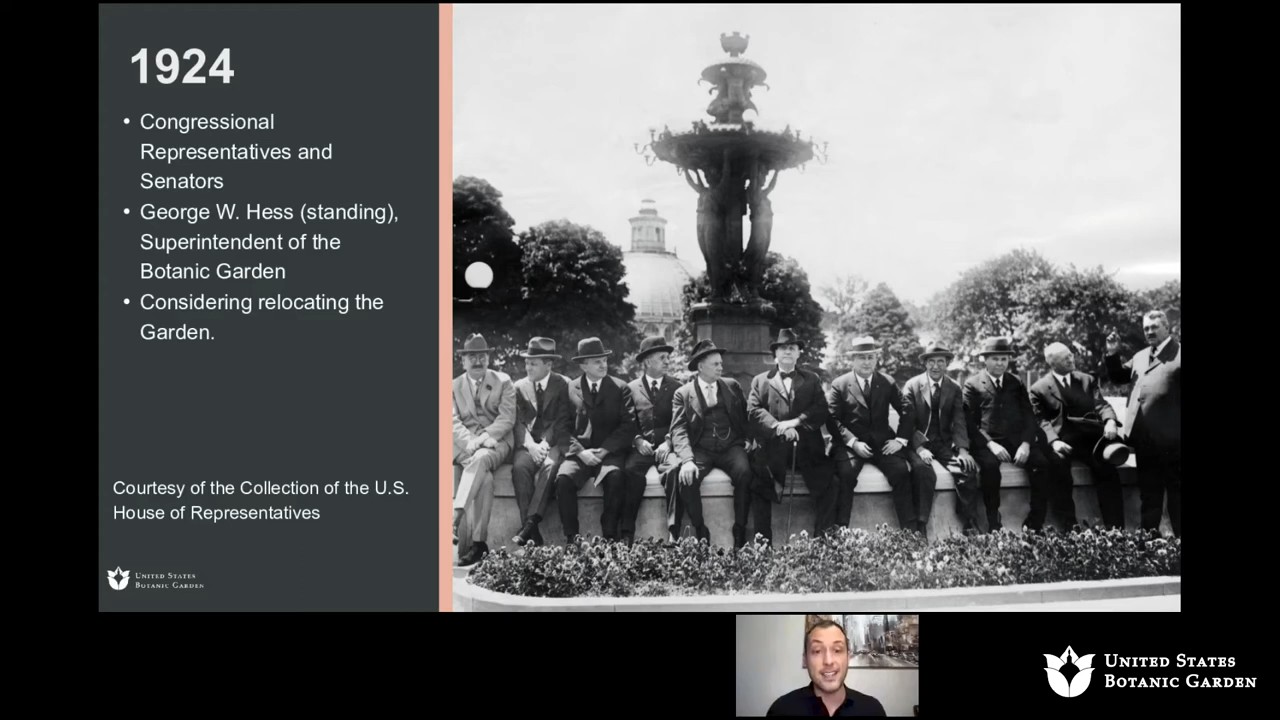 1924
• Congressional
Representatives and
Senators
• George W. Hess (standing),
Superintendent of the
Botanic Garden
• Considering relocating the
Garden.
Courtesy of the Collection of the U.S.
House of Representatives
United States
Botanic Garden
United States
Botanic Garden